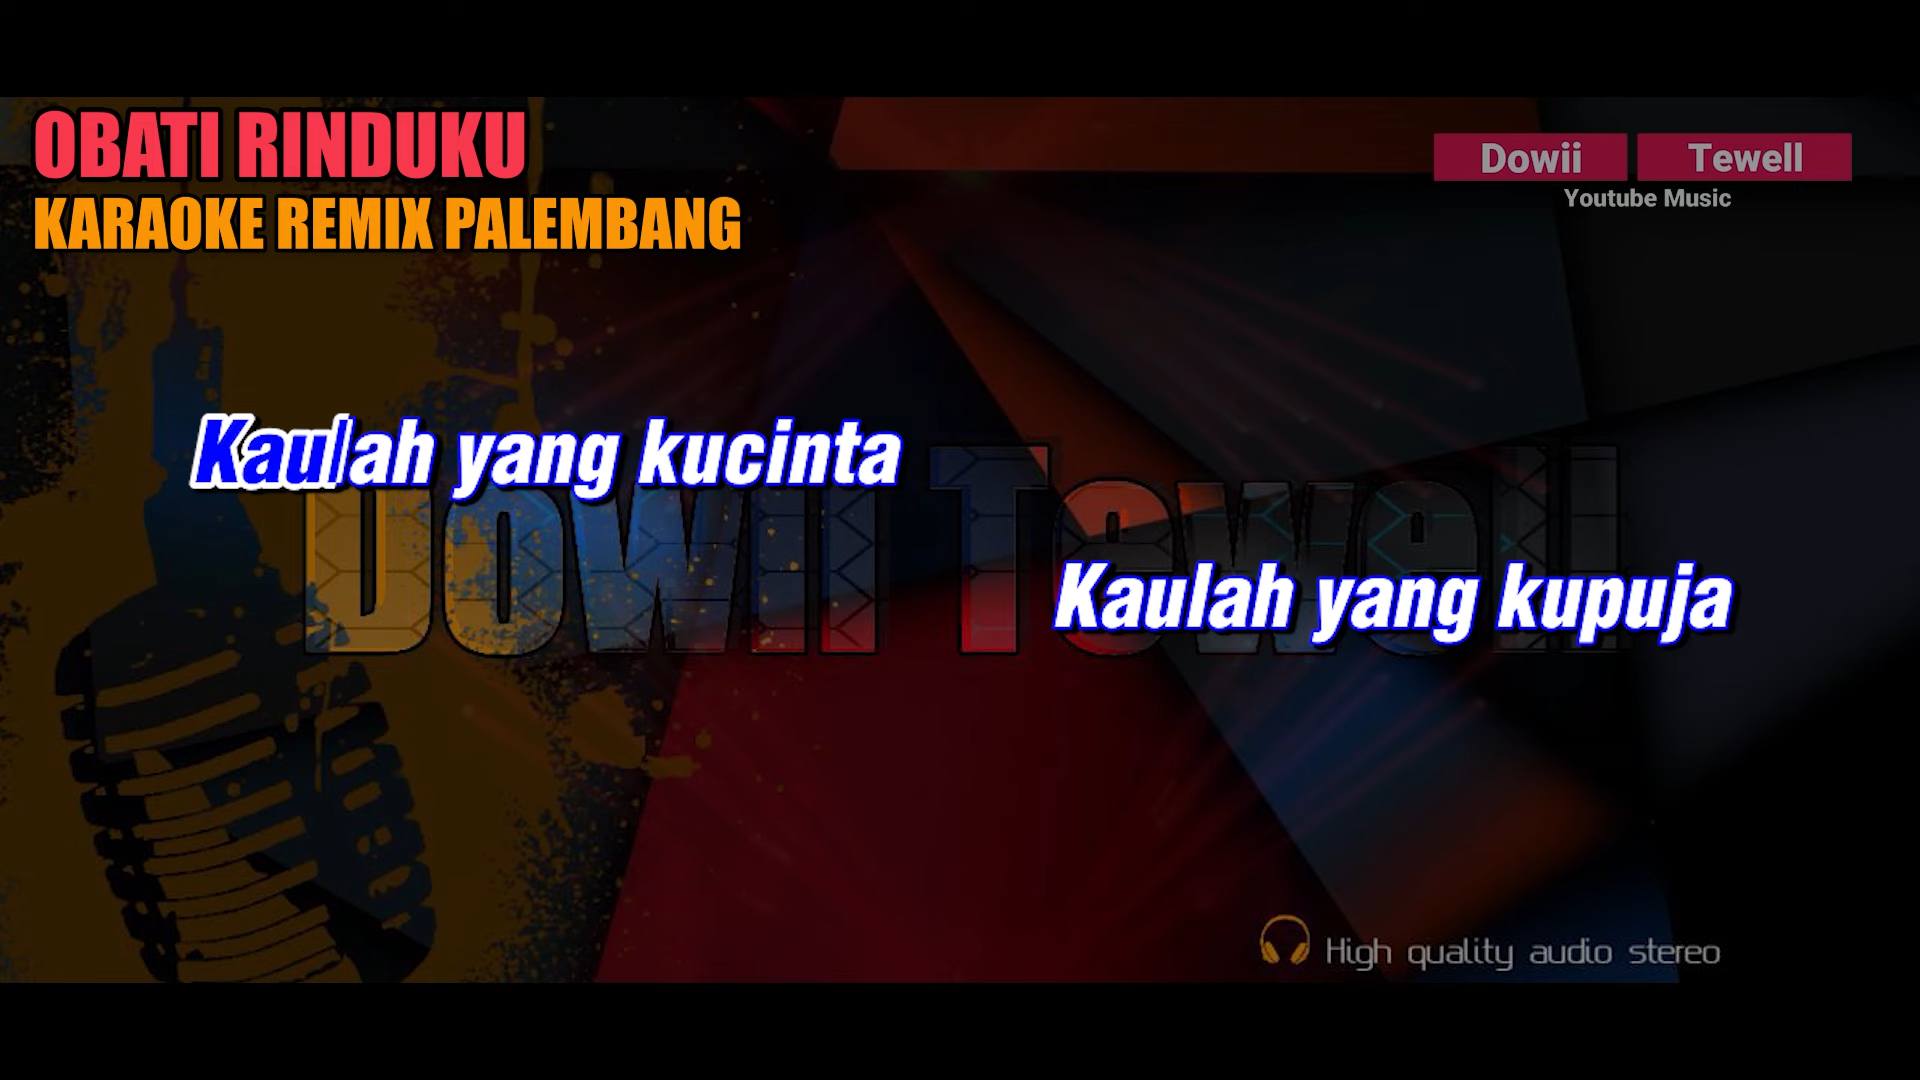 OBATI RINDUKU
KARAOKE REMIX PALEMBANG
Dowii Tewell
Youtube Music
Kaulah yang kucinta
Dowii Tewell
Kaulah yang kupuja
High quality audio stereo